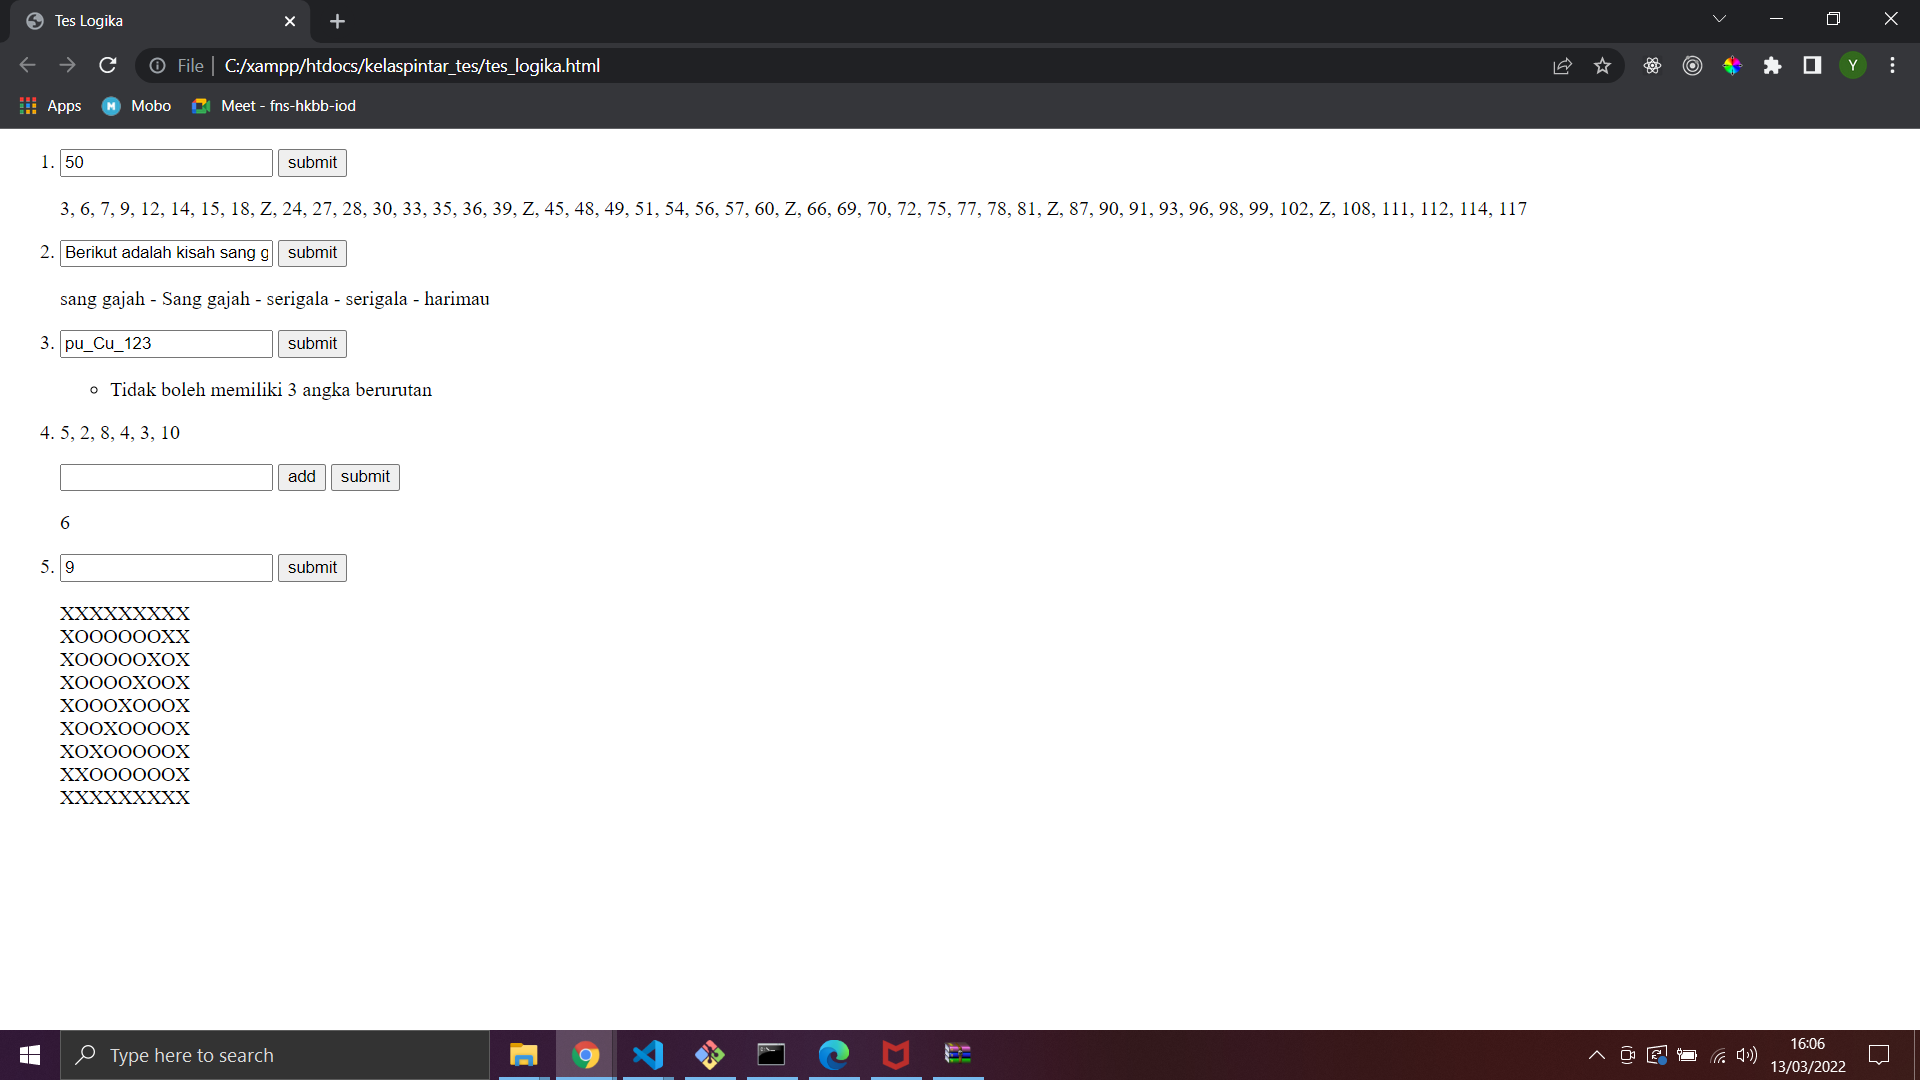 Tes Logika
File | C:/xampp/htdocs/kelaspintar_tes/tes_logika.html
Y
Apps Mobo Meet - fns-hkbb-iod
1. 50 submit
3, 6, 7, 9, 12, 14, 15, 18, Z, 24, 27, 28, 30, 33, 35, 36, 39, Z, 45, 48, 49, 51, 54, 56, 57, 60, Z, 66, 69, 70, 72, 75, 77, 78, 81, Z, 87, 90, 91, 93, 96, 98, 99, 102, Z, 108, 111, 112, 114, 117
2. Berikut adalah kisah sang g submit
sang gajah - Sang gajah - serigala - serigala - harimau
3. pu_Cu_123 submit
Tidak boleh memiliki 3 angka berurutan
4. 5, 2, 8, 4, 3, 10
add submit
6
5. 9 submit
XXXXXXXXX
XOOOOOOXX
XOOOOOXOX
XOOOOXOOX
XOOOXOOOX
XOOXOOOOX
XOXOOOOOX
XXOOOOOOX
XXXXXXXXX
Type here to search
16:06
13/03/2022